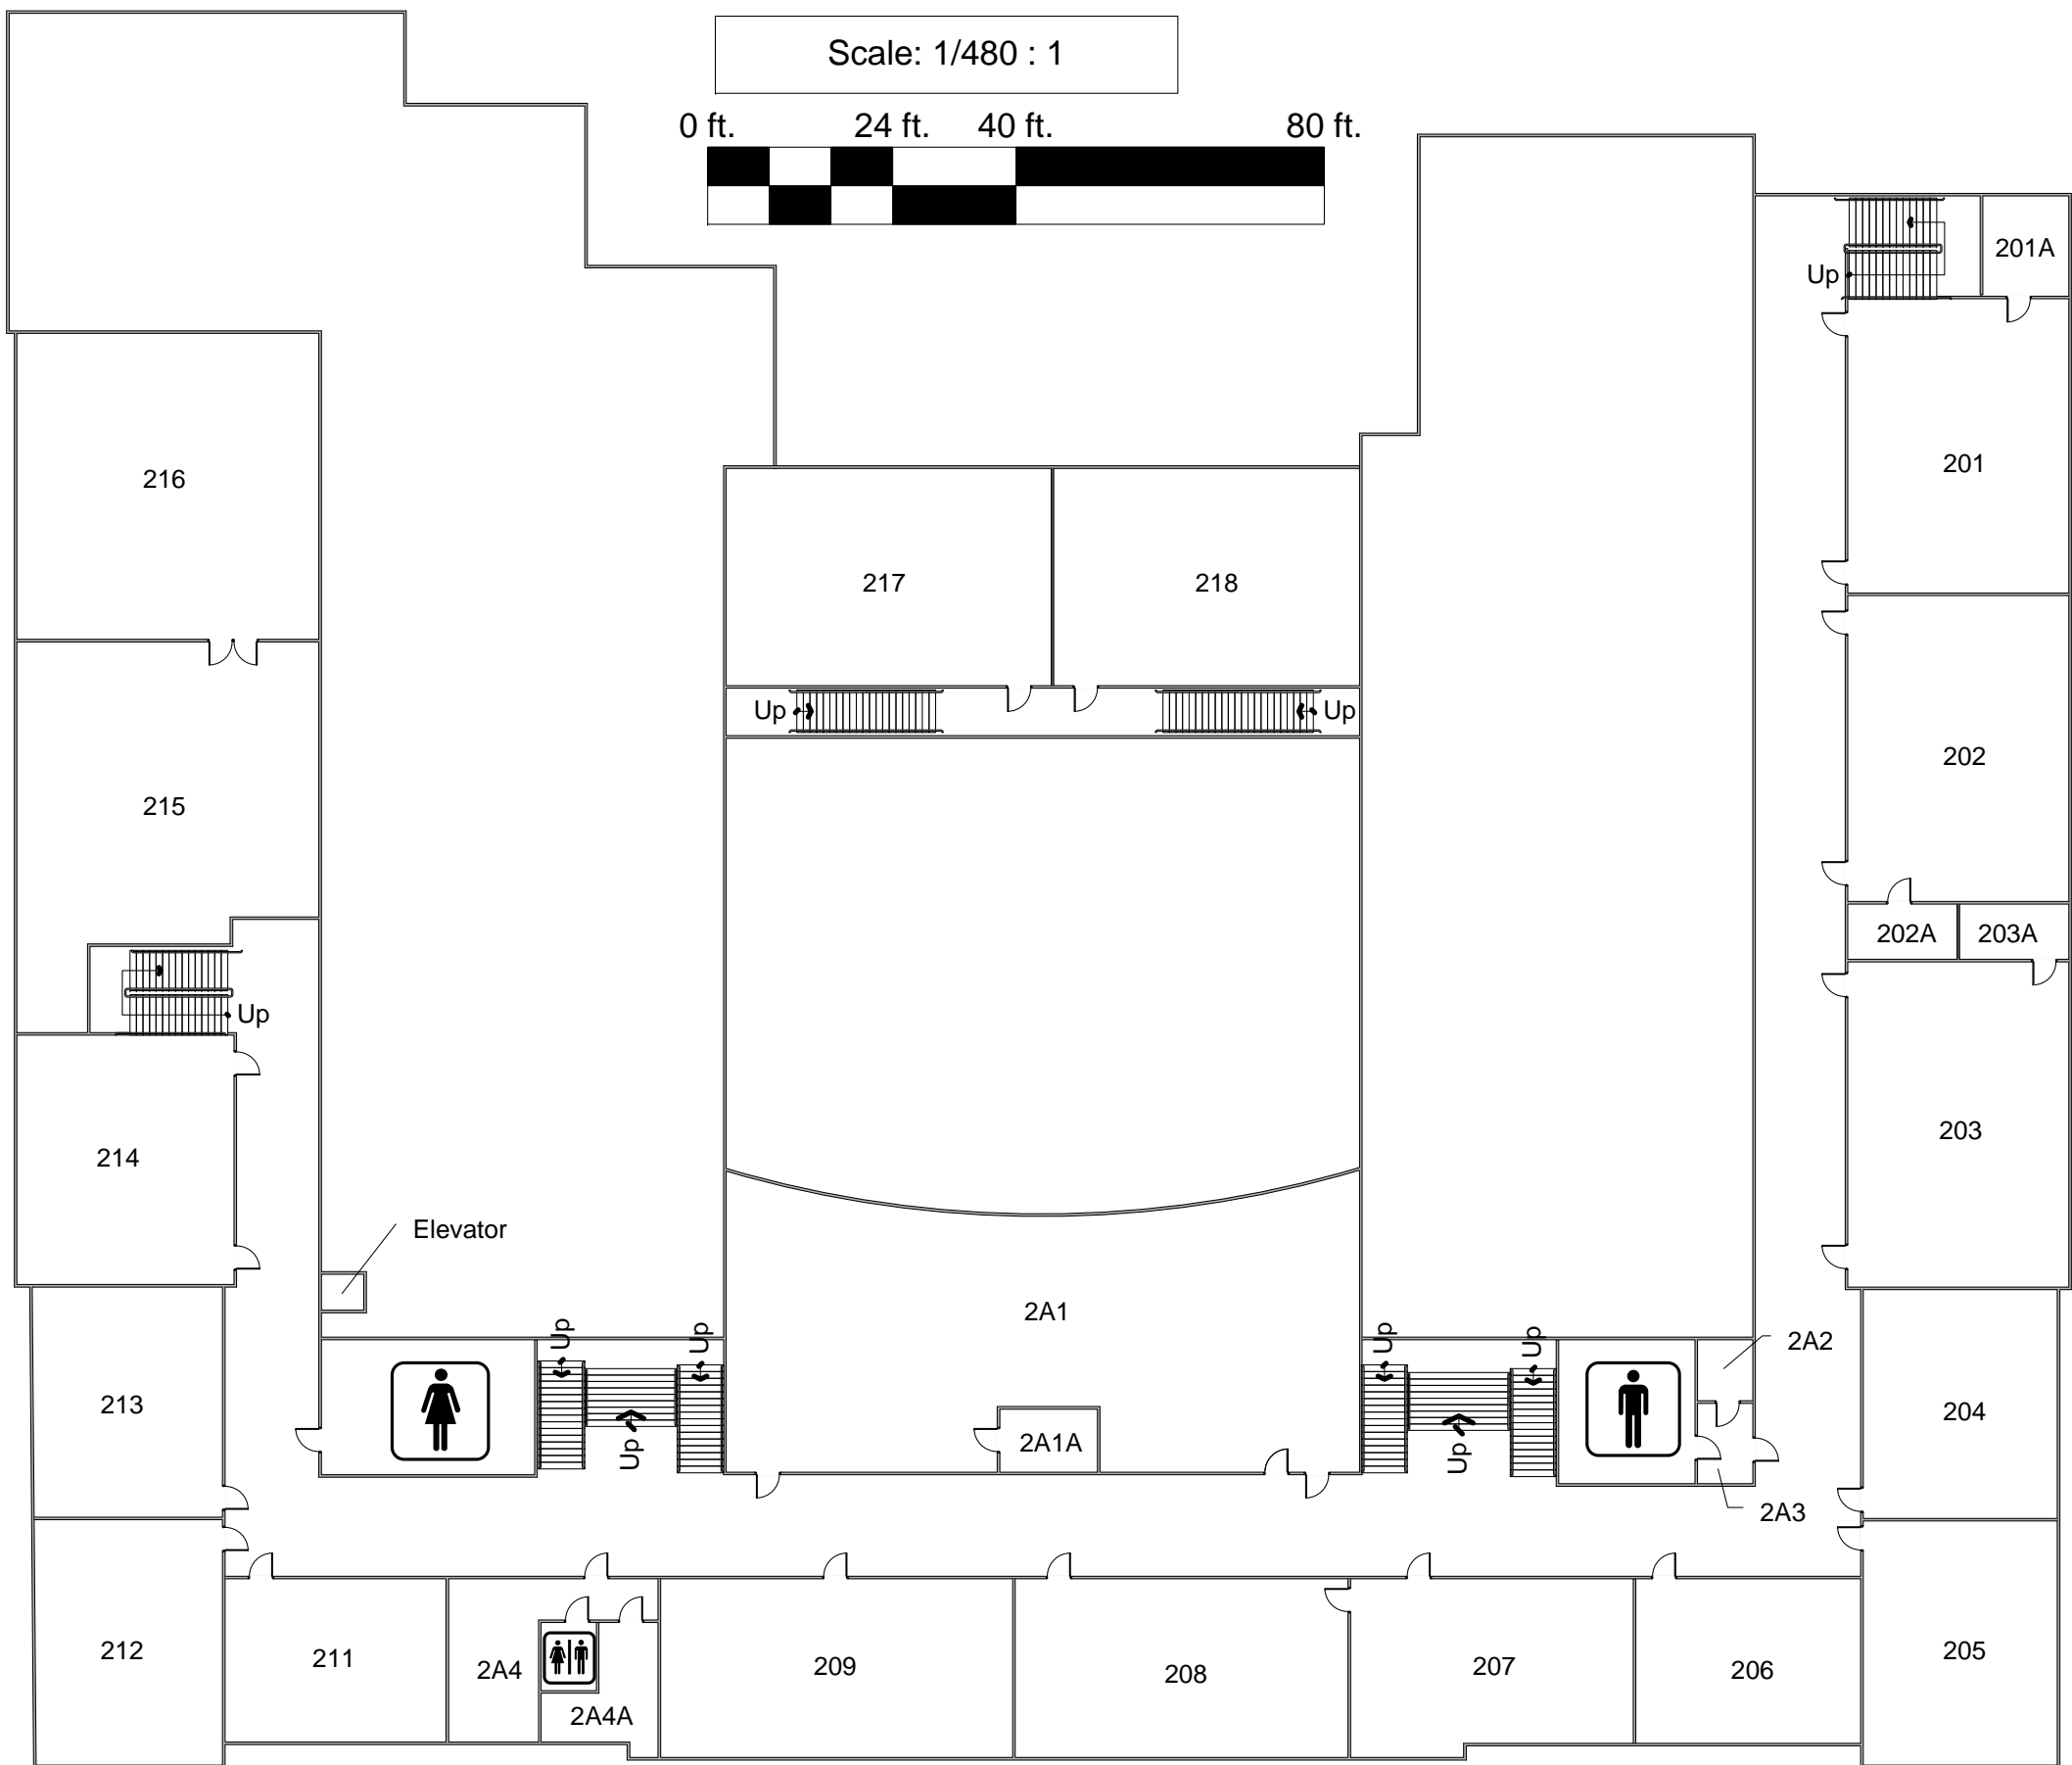 Scale: 1/480 : 1
0 ft. 24 ft. 40 ft. 80 ft.
201A
Up
201
216
217
218
Up
Up
202
215
202A
203A
Up
203
214
Elevator
2A1
Up
Up
Up
Up
2A2
213
204
2A1A
Up
Up
2A3
212
211
2A4
209
208
207
206
205
2A4A